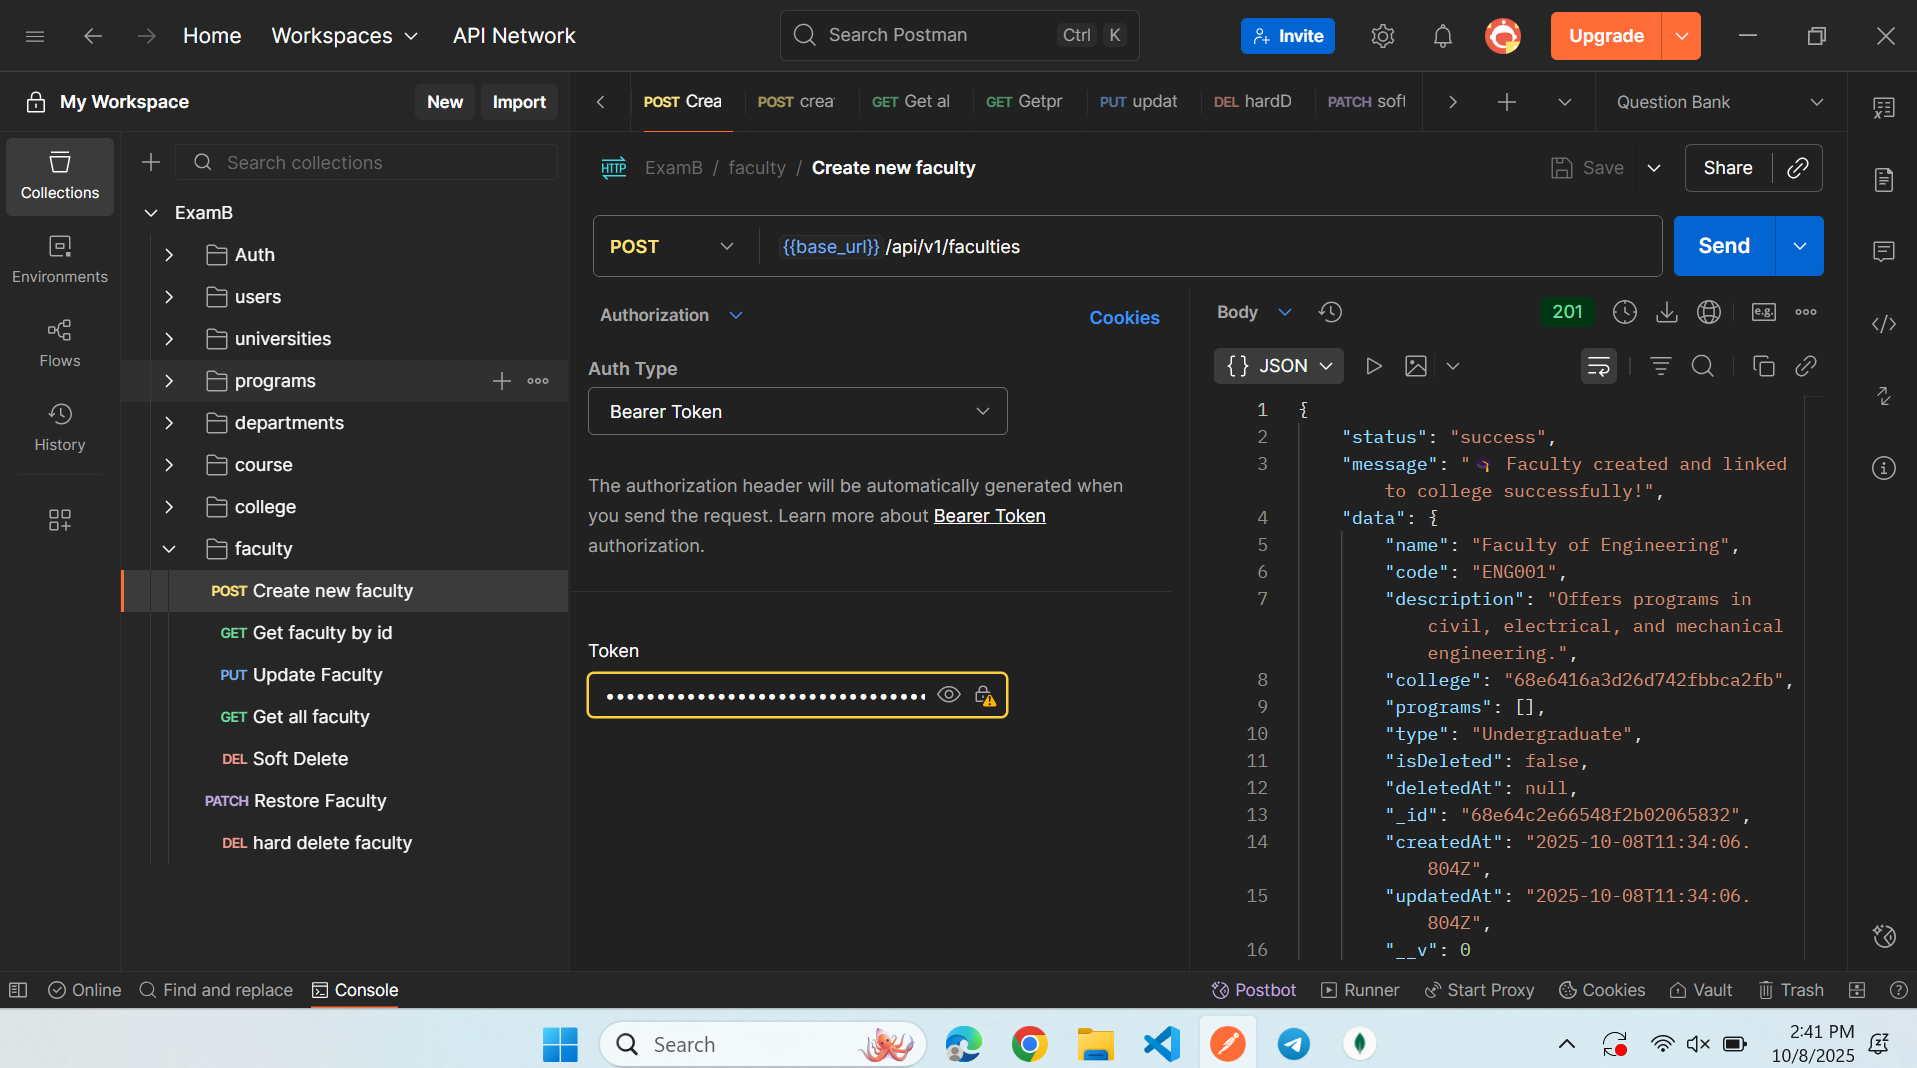 Home
Workspaces
API Network
Search Postman
Ctrl K
Invite
Upgrade
My Workspace
New
Import
POST Crea
POST crea
GET Get al
GET Getpr
PUT updat
DEL hardD
PATCH soft
Question Bank
Collections
Environments
Flows
History
Search collections
ExamB
Auth
users
universities
programs
departments
course
college
faculty
POST Create new faculty
GET Get faculty by id
PUT Update Faculty
GET Get all faculty
DEL Soft Delete
PATCH Restore Faculty
DEL hard delete faculty
HTTP ExamB / faculty / Create new faculty
Save
Share
POST
{{base_url}} /api/v1/faculties
Send
Authorization
Cookies
Auth Type
Bearer Token
The authorization header will be automatically generated when
you send the request. Learn more about Bearer Token
authorization.
Token
Body
201
e.g.
{} JSON
1 {
2 "status": "success",
3 "message": "🎓 Faculty created and linked
to college successfully!",
4 "data": {
5 "name": "Faculty of Engineering",
6 "code": "ENG001",
7 "description": "Offers programs in
civil, electrical, and mechanical
engineering.",
8 "college": "68e6416a3d26d742fbbca2fb",
9 "programs": [],
10 "type": "Undergraduate",
11 "isDeleted": false,
12 "deletedAt": null,
13 "_id": "68e64c2e66548f2b02065832",
14 "createdAt": "2025-10-08T11:34:06.
804Z",
15 "updatedAt": "2025-10-08T11:34:06.
804Z",
16 "__v": 0
Online
Find and replace
Console
Postbot
Runner
Start Proxy
Cookies
Vault
Trash
Search
2:41 PM
10/8/2025